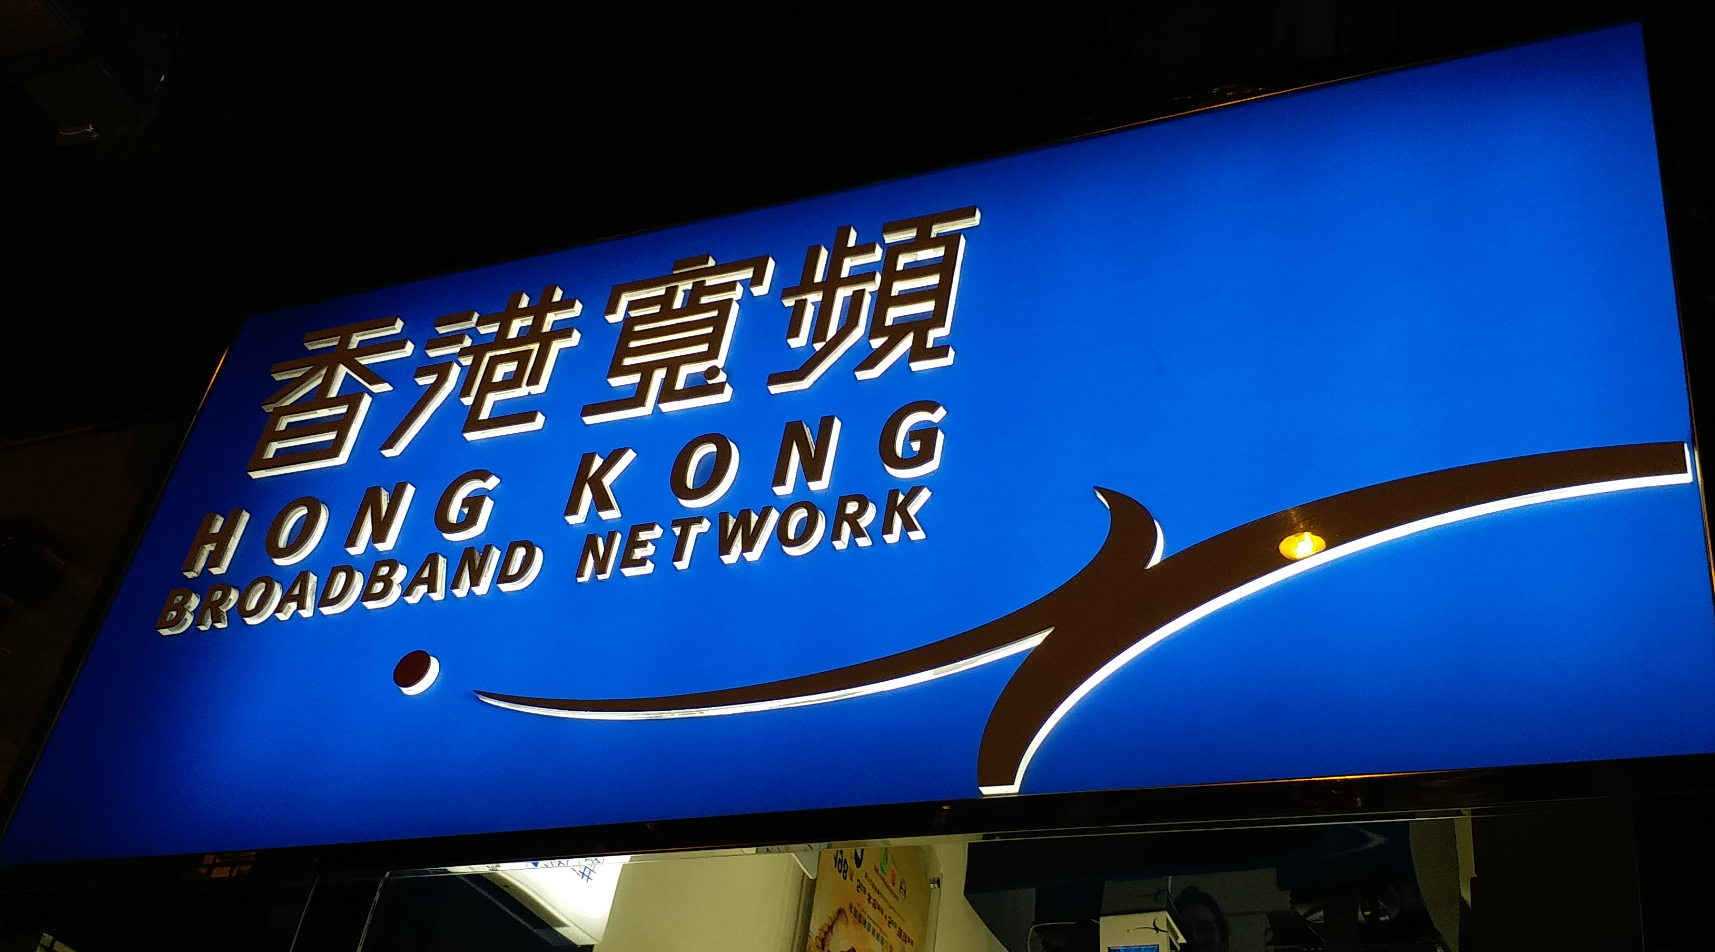 香港寬頻
HONG KONG
BROADBAND NETWORK